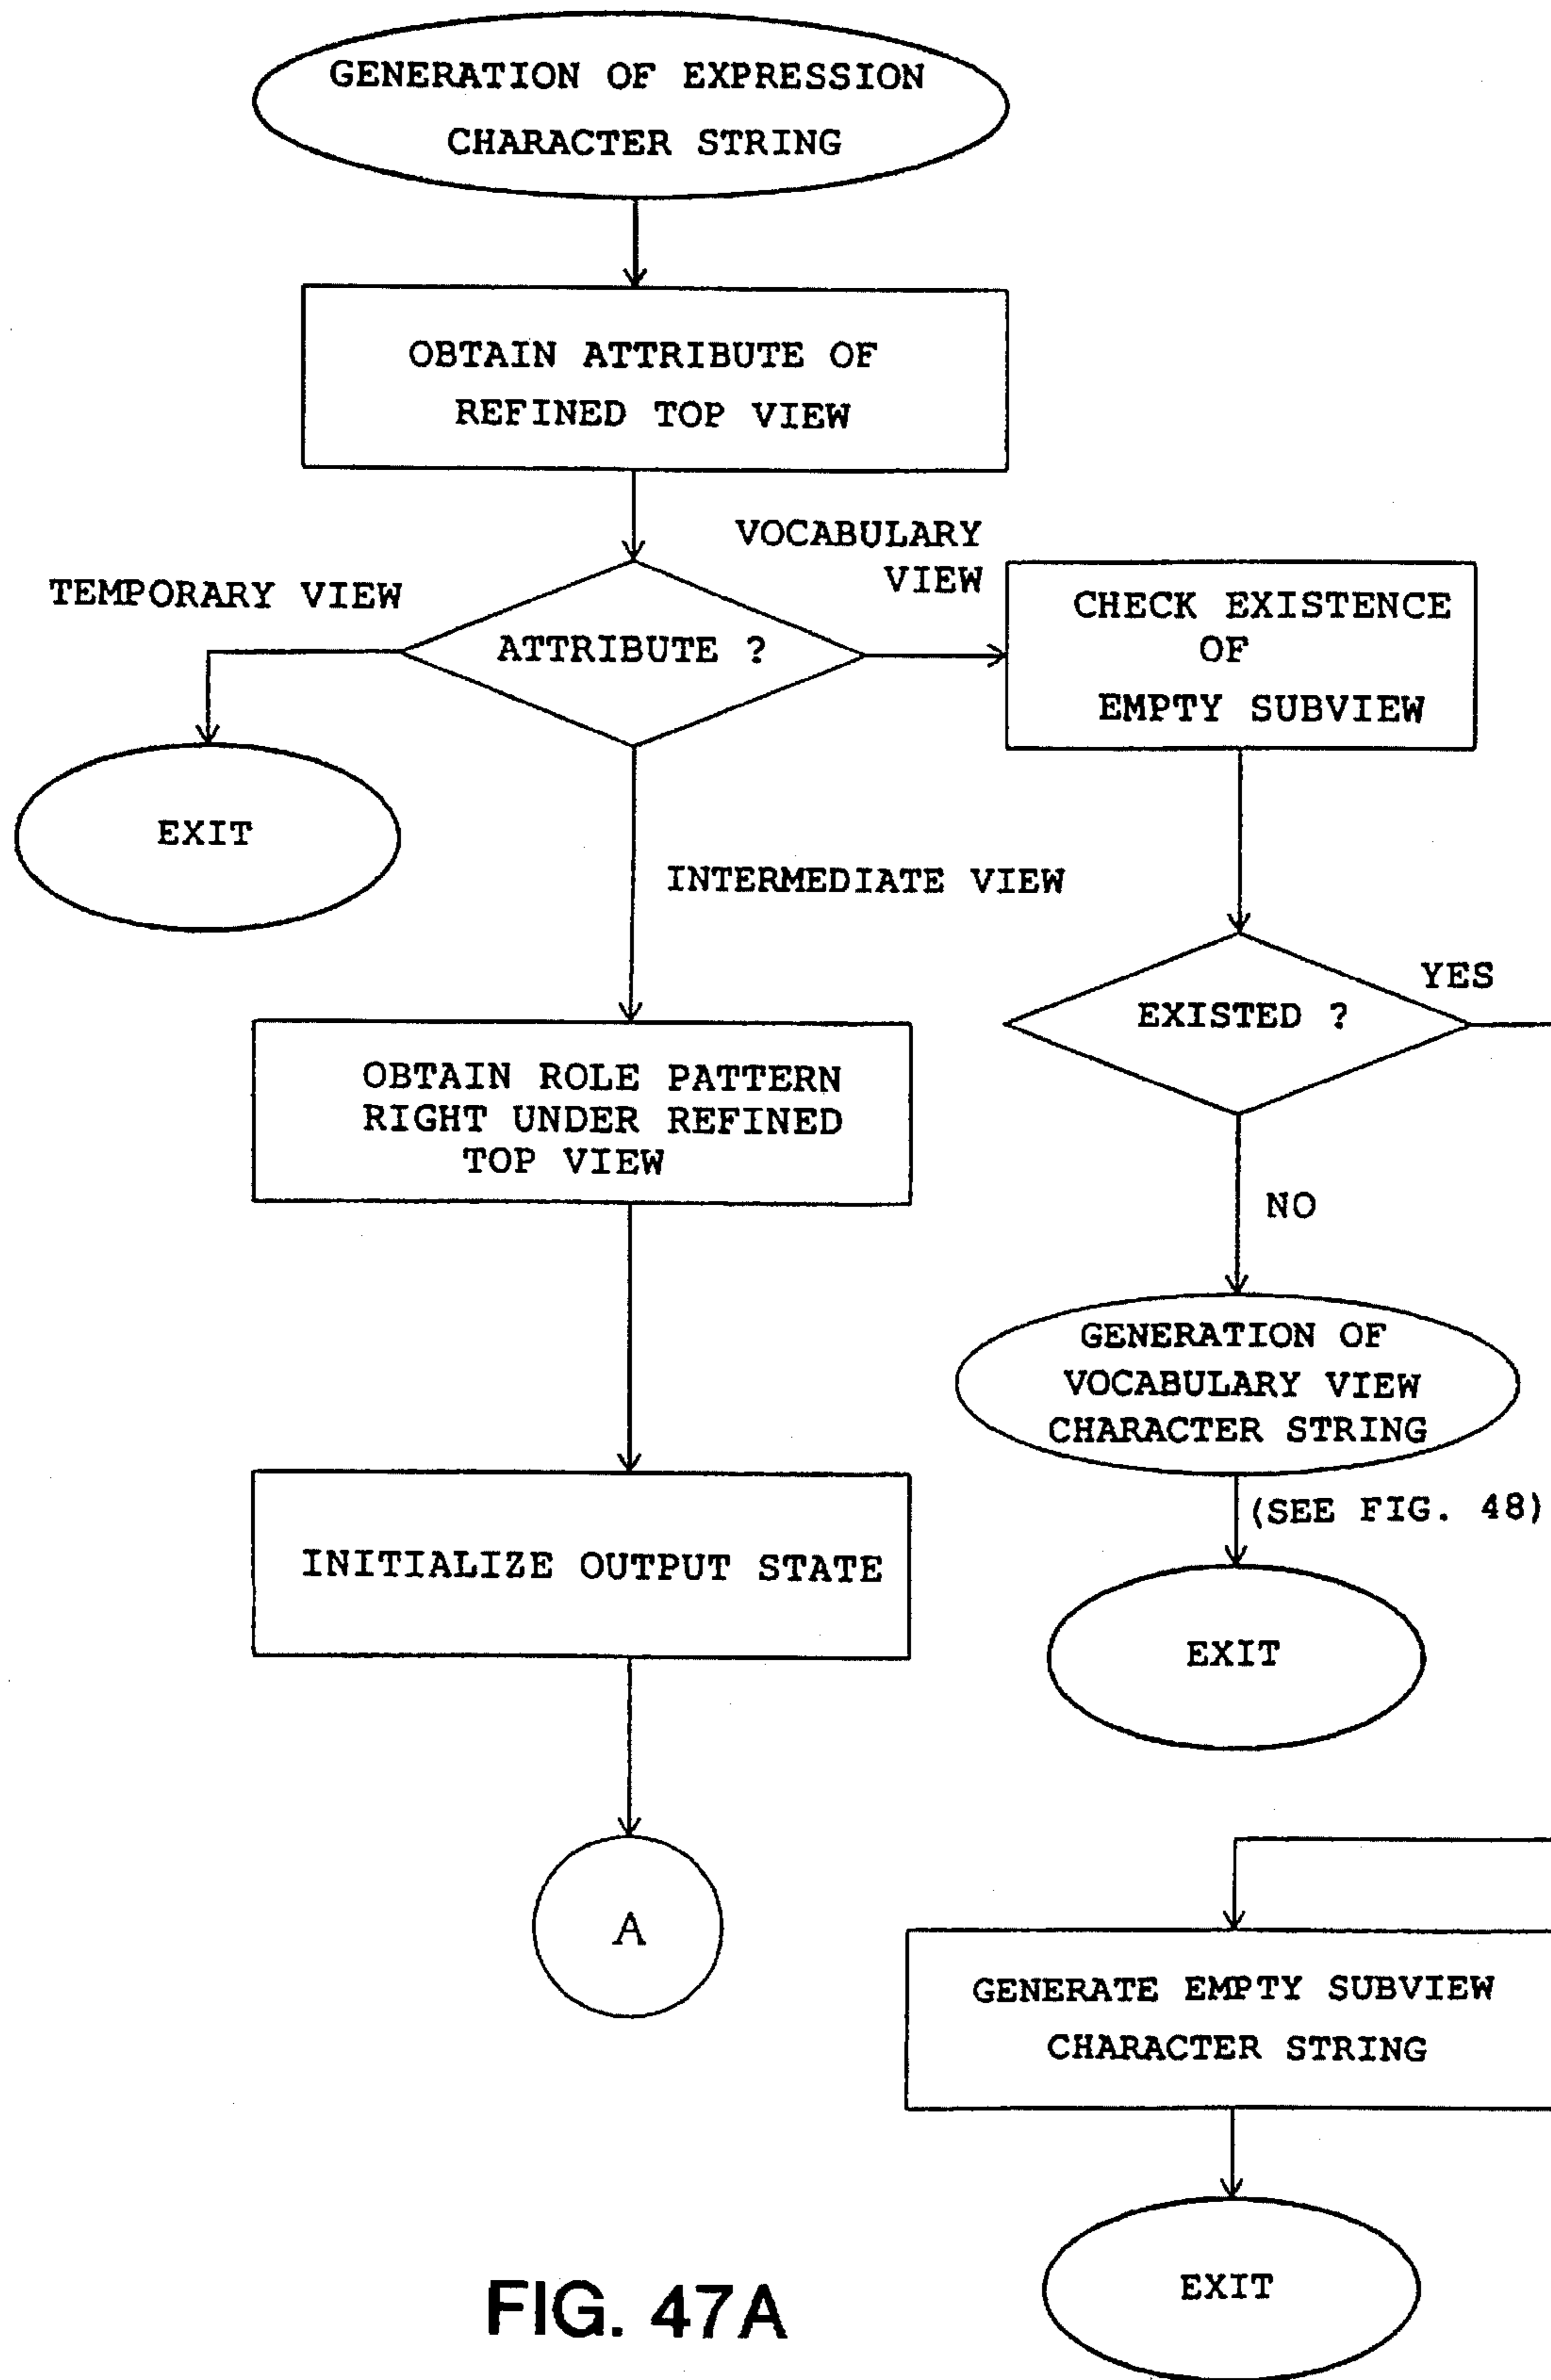 GENERATION OF EXPRESSION
CHARACTER STRING
OBTAIN ATTRIBUTE OF
REFINED TOP VIEW
VOCABULARY
VIEW
TEMPORARY VIEW
ATTRIBUTE ?
CHECK EXISTENCE
OF
EMPTY SUBVIEW
EXIT
INTERMEDIATE VIEW
YES
EXISTED ?
OBTAIN ROLE PATTERN
RIGHT UNDER REFINED
TOP VIEW
NO
GENERATION OF
VOCABULARY VIEW
CHARACTER STRING
(SEE FIG. 48)
INITIALIZE OUTPUT STATE
EXIT
A
GENERATE EMPTY SUBVIEW
CHARACTER STRING
EXIT
FIG. 47A